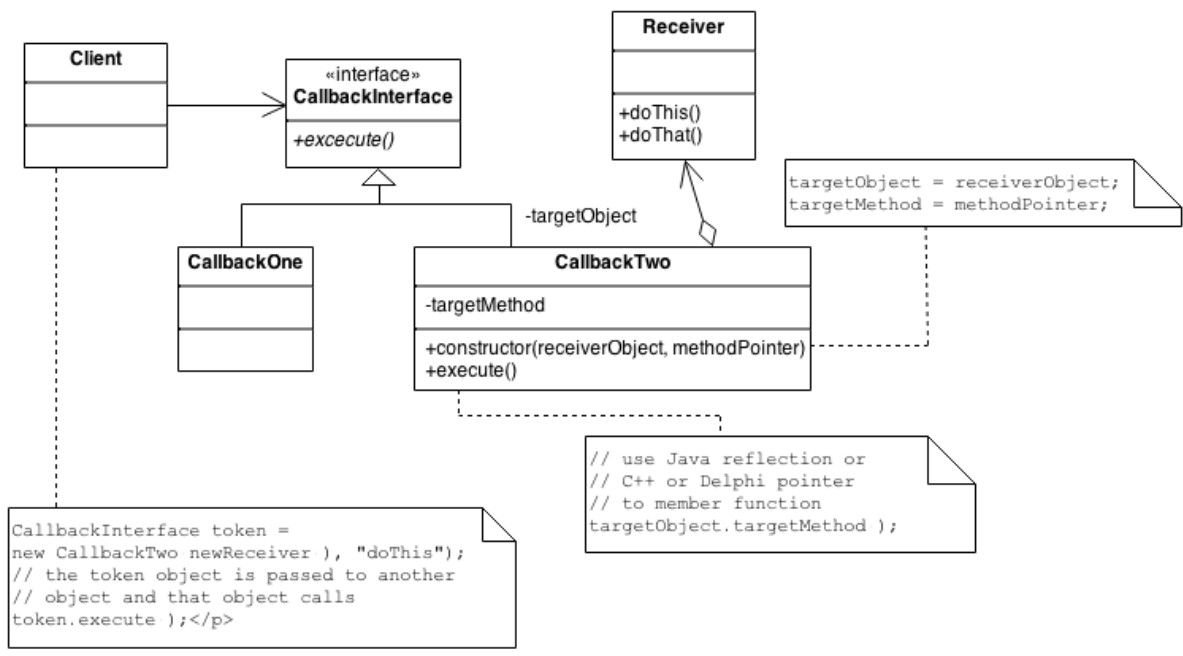 Client
«interface»
CallbackInterface
+excecute()
Receiver
+doThis()
+doThat()
targetObject = receiverObject;
targetMethod = methodPointer;
-targetObject
CallbackOne
CallbackTwo
-targetMethod
+constructor(receiverObject, methodPointer)
+execute()
// use Java reflection or
// C++ or Delphi pointer
// to member function
targetObject.targetMethod );
CallbackInterface token =
new CallbackTwo newReceiver ), "doThis");
// the token object is passed to another
// object and that object calls
token.execute );</p>